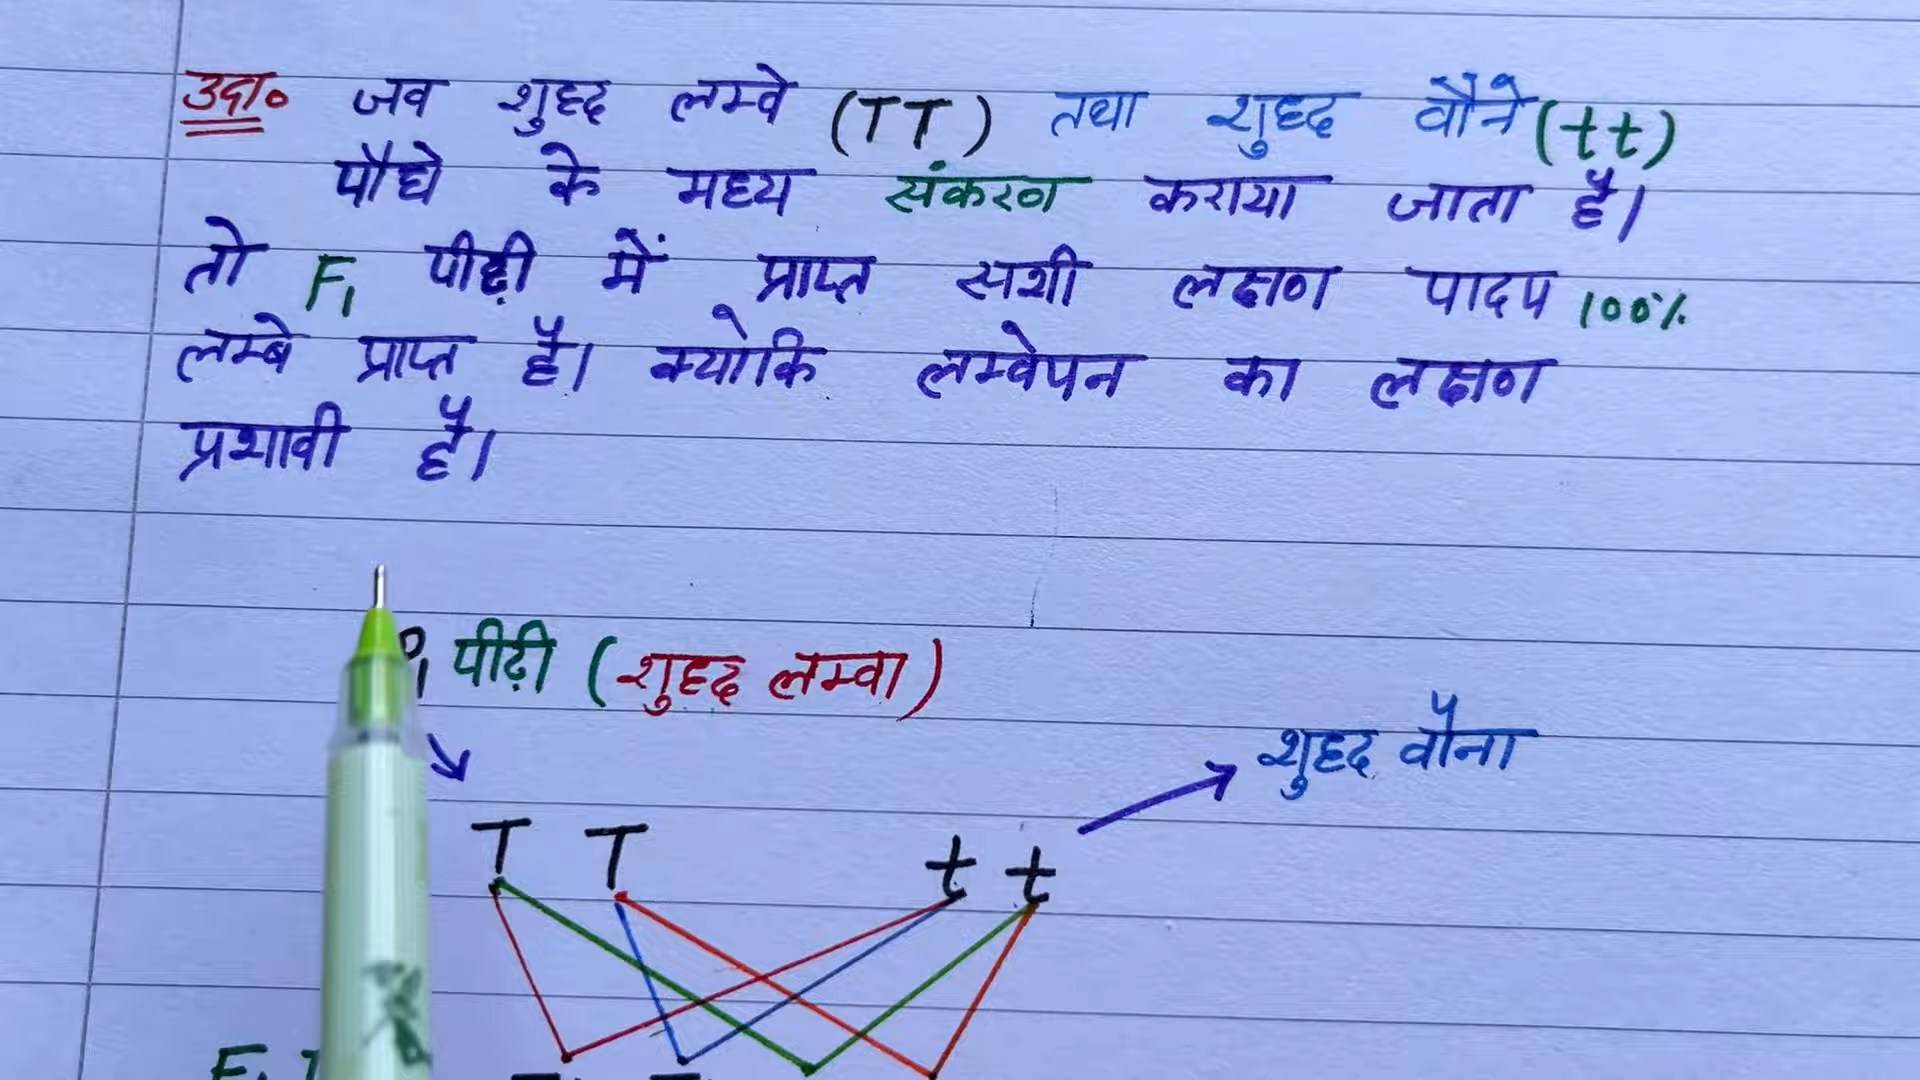 उदा० जव शुद्द लम्वे (TT) तथा शुद्द वौने (tt)
पौधे के मध्य संकरण कराया जाता है।
तो F₁ पीढ़ी में प्राप्त सभी लक्षण पादप 100%
लम्बे प्राप्त है। क्योकि लम्वेपन का लक्षण
प्रभावी है।
पीढ़ी (शुद्द लम्वा)
शुद्द वौना
T T t t